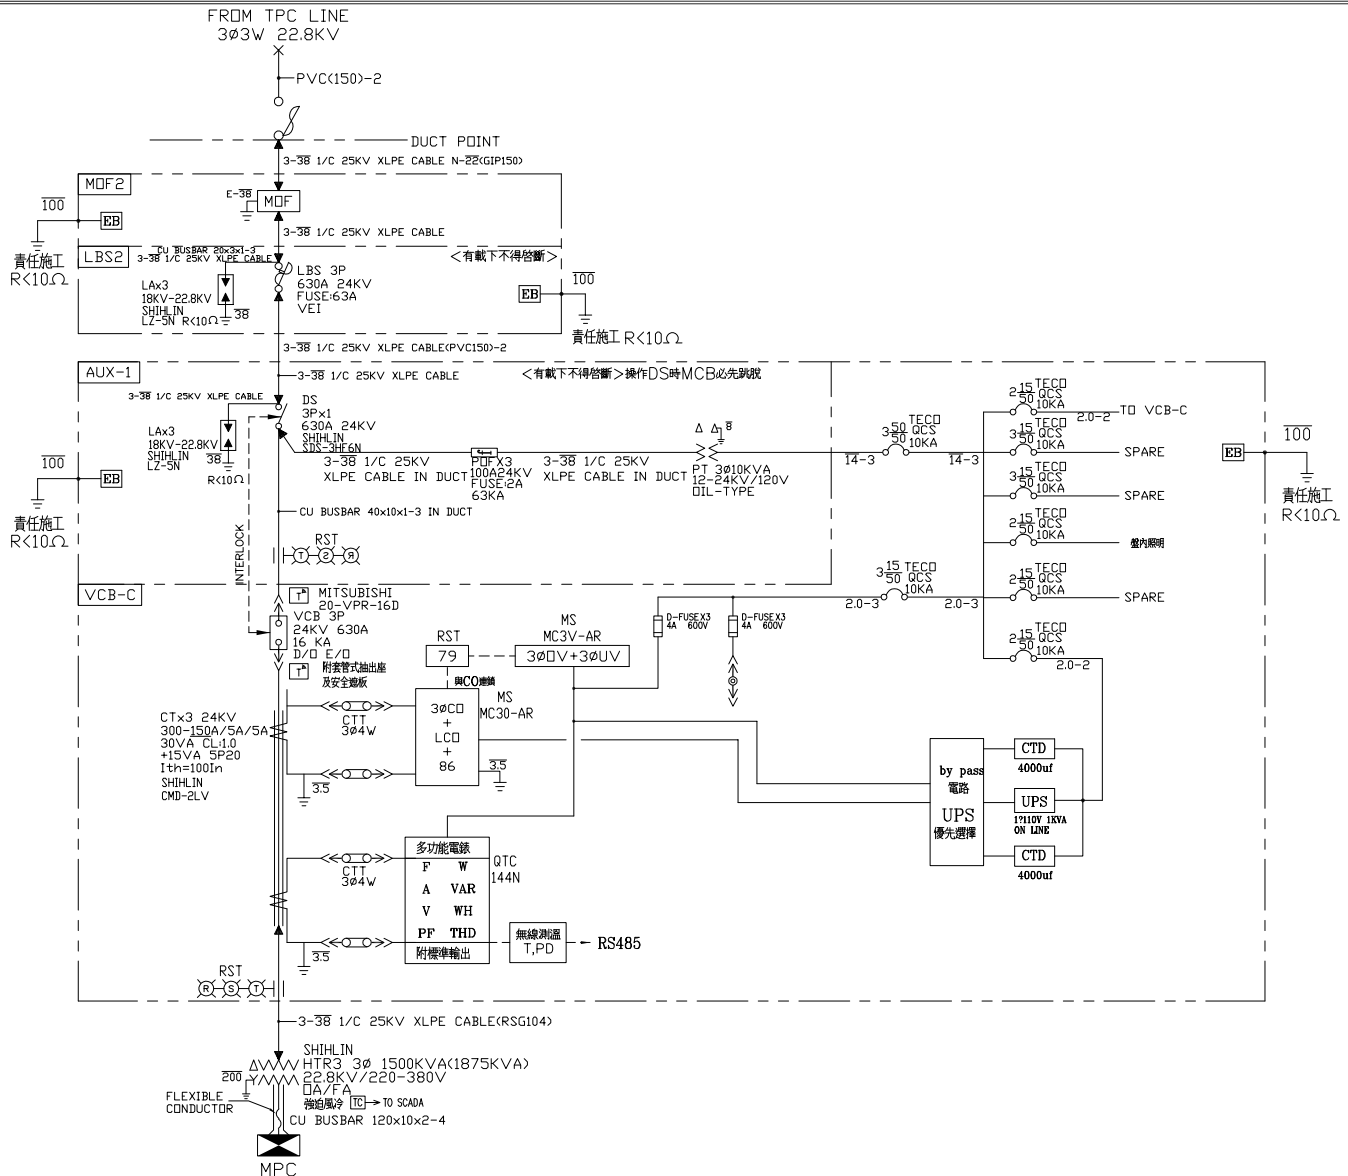 FROM TPC LINE
3ø3W 22.8KV
PVC(150)-2
DUCT POINT
3-38 1/C 25KV XLPE CABLE N-22(GIP150)
MOF2
E-38
MOF
100
EB
3-38 1/C 25KV XLPE CABLE
責任施工
R<10Ω
LBS2
CU BUSBAR 20x3x1-3
3-38 1/C 25KV XLPE CABLE
<有載下不得啓斷>
LAx3
18KV-22.8KV
SHIHLIN
LZ-5N R<10Ω
38
LBS 3P
630A 24KV
FUSE:63A
VEI
EB
100
責任施工 R<10Ω
3-38 1/C 25KV XLPE CABLE(PVC150)-2
AUX-1
3-38 1/C 25KV XLPE CABLE
<有載下不得啓斷>操作DS時MCB必先跳脫
3-38 1/C 25KV XLPE CABLE
LAx3
18KV-22.8KV
SHIHLIN
LZ-5N
38
R<10Ω
DS
3Px1
630A 24KV
SHIHLIN
SDS-3HF6N
100
EB
責任施工
R<10Ω
3-38 1/C 25KV
XLPE CABLE IN DUCT
POFX3
100A24KV
FUSE:2A
63KA
3-38 1/C 25KV
XLPE CABLE IN DUCT
Δ Δ 8
PT 3ø10KVA
12-24KV/120V
OIL-TYPE
14-3
3 50 TECO
50 QCS
10KA
14-3
2 15 TECO
50 QCS
10KA
2.0-2
TO VCB-C
3 15 TECO
50 QCS
10KA
SPARE
EB
100
責任施工
R<10Ω
3 15 TECO
50 QCS
10KA
SPARE
2 15 TECO
50 QCS
10KA
盤內照明
CU BUSBAR 40x10x1-3 IN DUCT
INTERLOCK
RST
T S R
3 15 TECO
50 QCS
10KA
2.0-3
2.0-3
2 15 TECO
50 QCS
10KA
SPARE
2 15 TECO
50 QCS
10KA
2.0-2
VCB-C
MITSUBISHI
20-VPR-16D
VCB 3P
24KV 630A
16 KA
D/O E/O
附套管式抽出座
及安全遮板
RST
79
MS
MC3V-AR
3øOV+3øUV
D-FUSEX3
4A 600V
D-FUSEX3
4A 600V
與CO連鎖
MS
MC30-AR
3øCO
+
LCO
+
86
3.5
CTT
3ø4W
3.5
CTx3 24KV
300-150A/5A/5A
30VA CL:1.0
+15VA 5P20
Ith=100In
SHIHLIN
CMD-2LV
by pass
電路
UPS
優先選擇
CTD
4000uf
UPS
1?110V 1KVA
ON LINE
CTD
4000uf
多功能電錶
F W
A VAR
V WH
PF THD
附標準輸出
QTC
144N
CTT
3ø4W
3.5
無線測溫
T,PD
RS485
RST
R S T
3-38 1/C 25KV XLPE CABLE(RSG104)
SHIHLIN
HTR3 3ø 1500KVA(1875KVA)
22.8KV/220-380V
OA/FA
強迫風冷 TC TO SCADA
200
FLEXIBLE
CONDUCTOR
CU BUSBAR 120x10x2-4
MPC